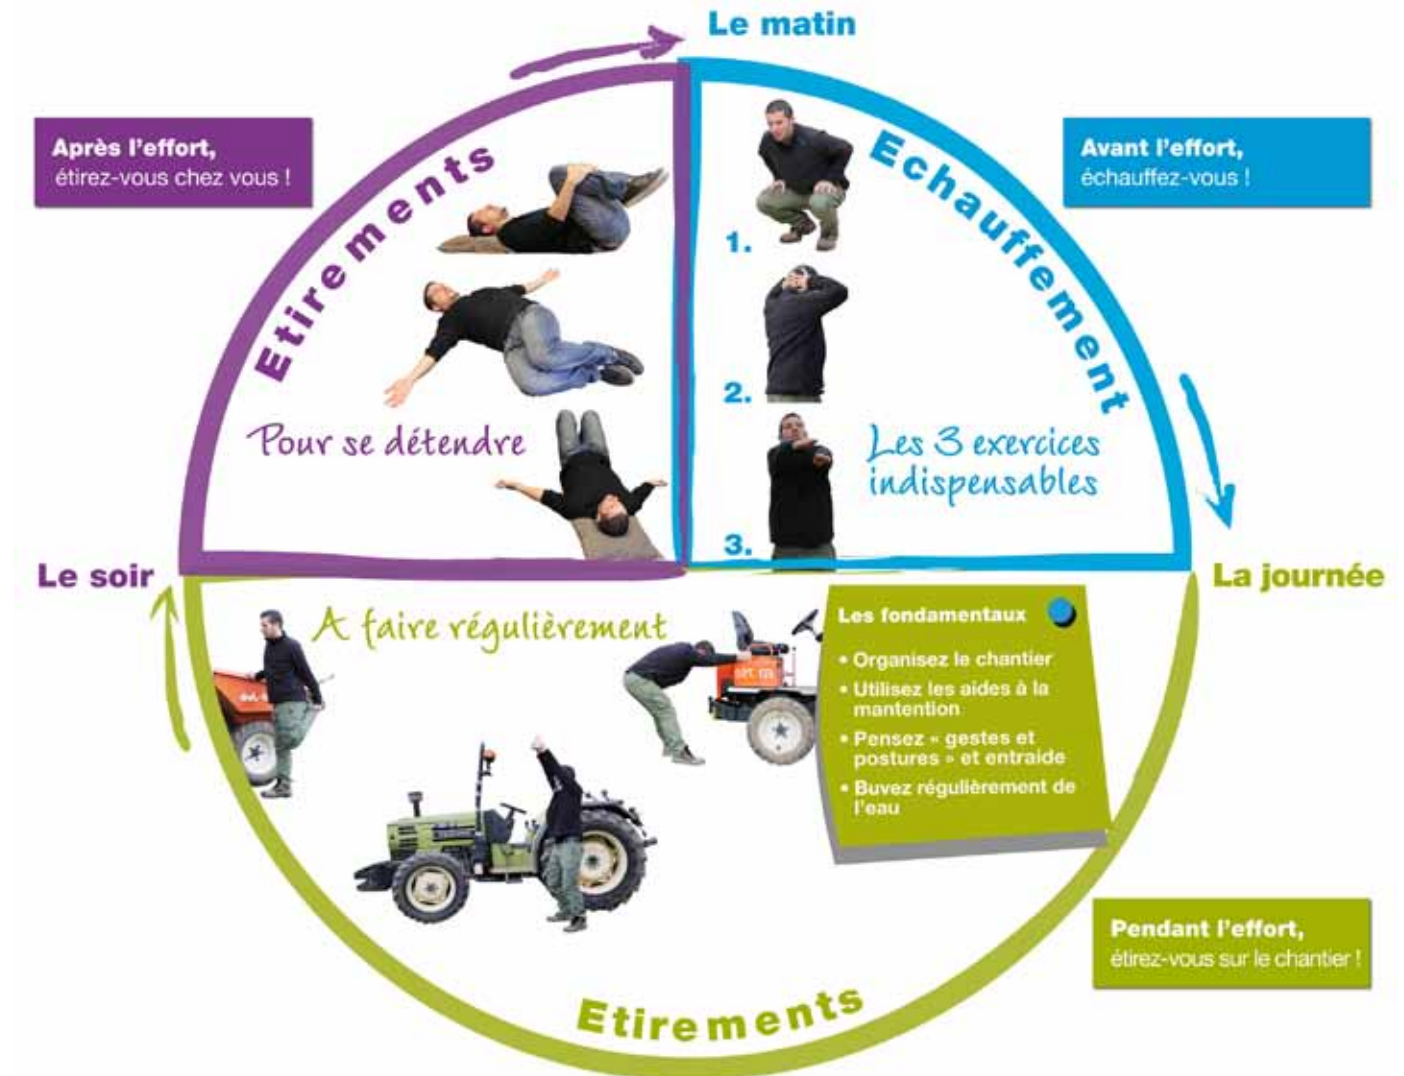 Le matin
Après l'effort,
étirez-vous chez vous !
Etirements
Pour se détendre
Avant l'effort,
échauffez-vous !
Echauffement
1.
2.
3.
Les 3 exercices
indispensables
Le soir
La journée
A faire régulièrement
Les fondamentaux
• Organisez le chantier
• Utilisez les aides à la
mantention
• Pensez « gestes et
postures » et entraide
• Buvez régulièrement de
l'eau
Pendant l'effort,
étirez-vous sur le chantier !
Etirements